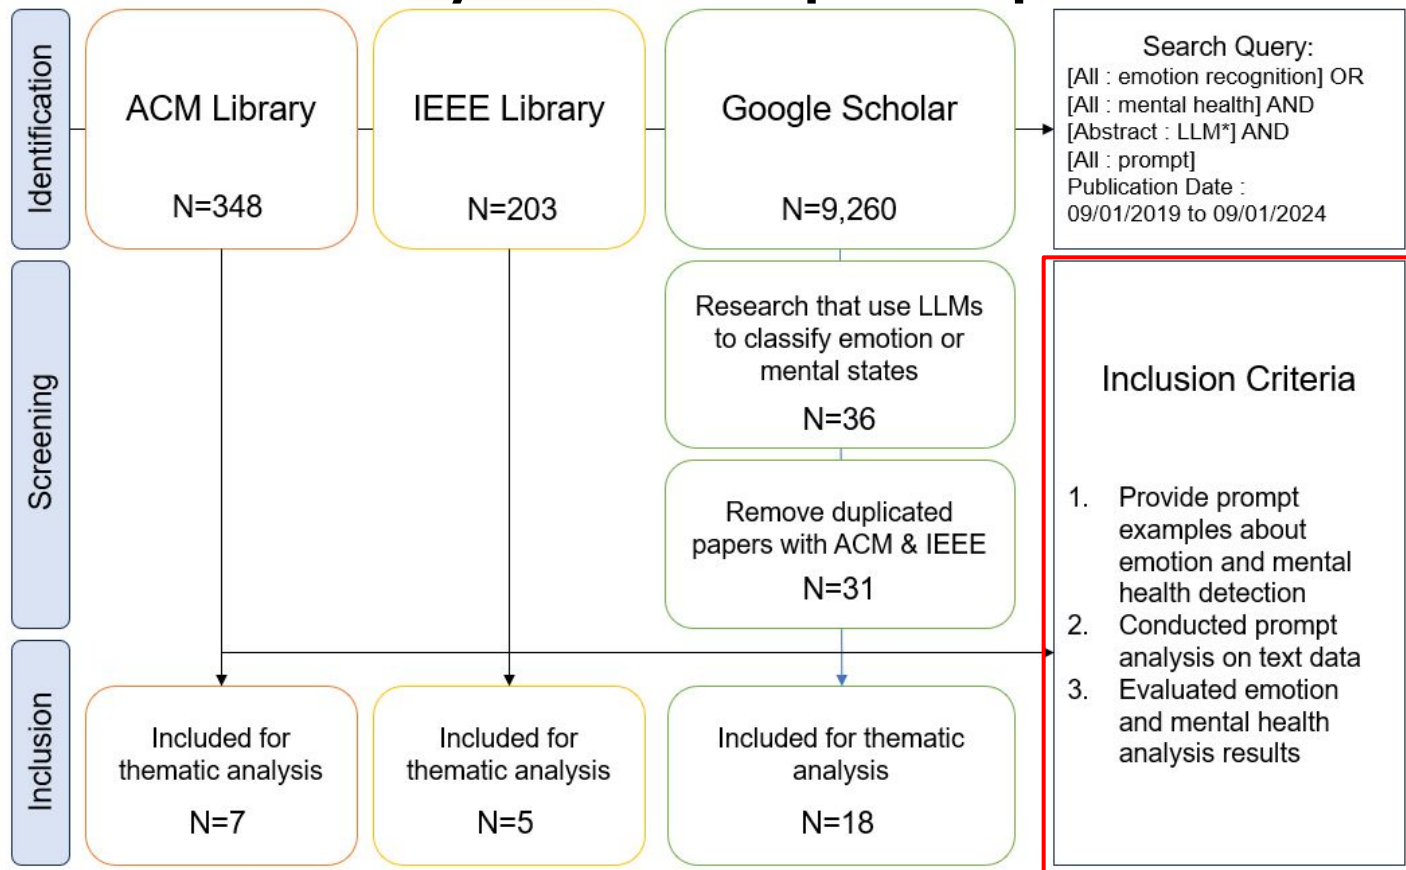 Identification
ACM Library
N=348
IEEE Library
N=203
Google Scholar
N=9,260
Search Query:
[All : emotion recognition] OR
[All : mental health] AND
[Abstract : LLM*] AND
[All : prompt]
Publication Date :
09/01/2019 to 09/01/2024
Screening
Research that use LLMs
to classify emotion or
mental states
N=36
Remove duplicated
papers with ACM & IEEE
N=31
Inclusion Criteria
1. Provide prompt
examples about
emotion and mental
health detection
2. Conducted prompt
analysis on text data
3. Evaluated emotion
and mental health
analysis results
Inclusion
Included for
thematic analysis
N=7
Included for
thematic analysis
N=5
Included for thematic
analysis
N=18